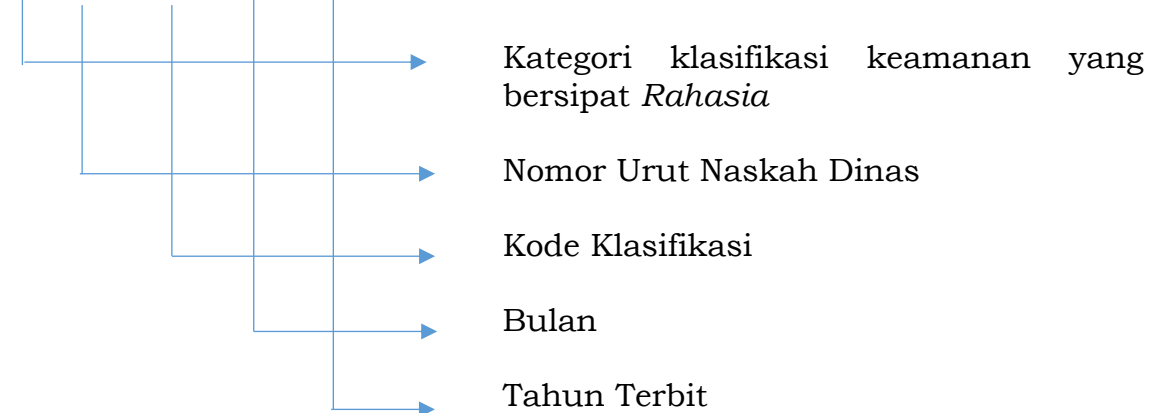 Kategori klasifikasi keamanan yang
bersipat Rahasia
Nomor Urut Naskah Dinas
Kode Klasifikasi
Bulan
Tahun Terbit